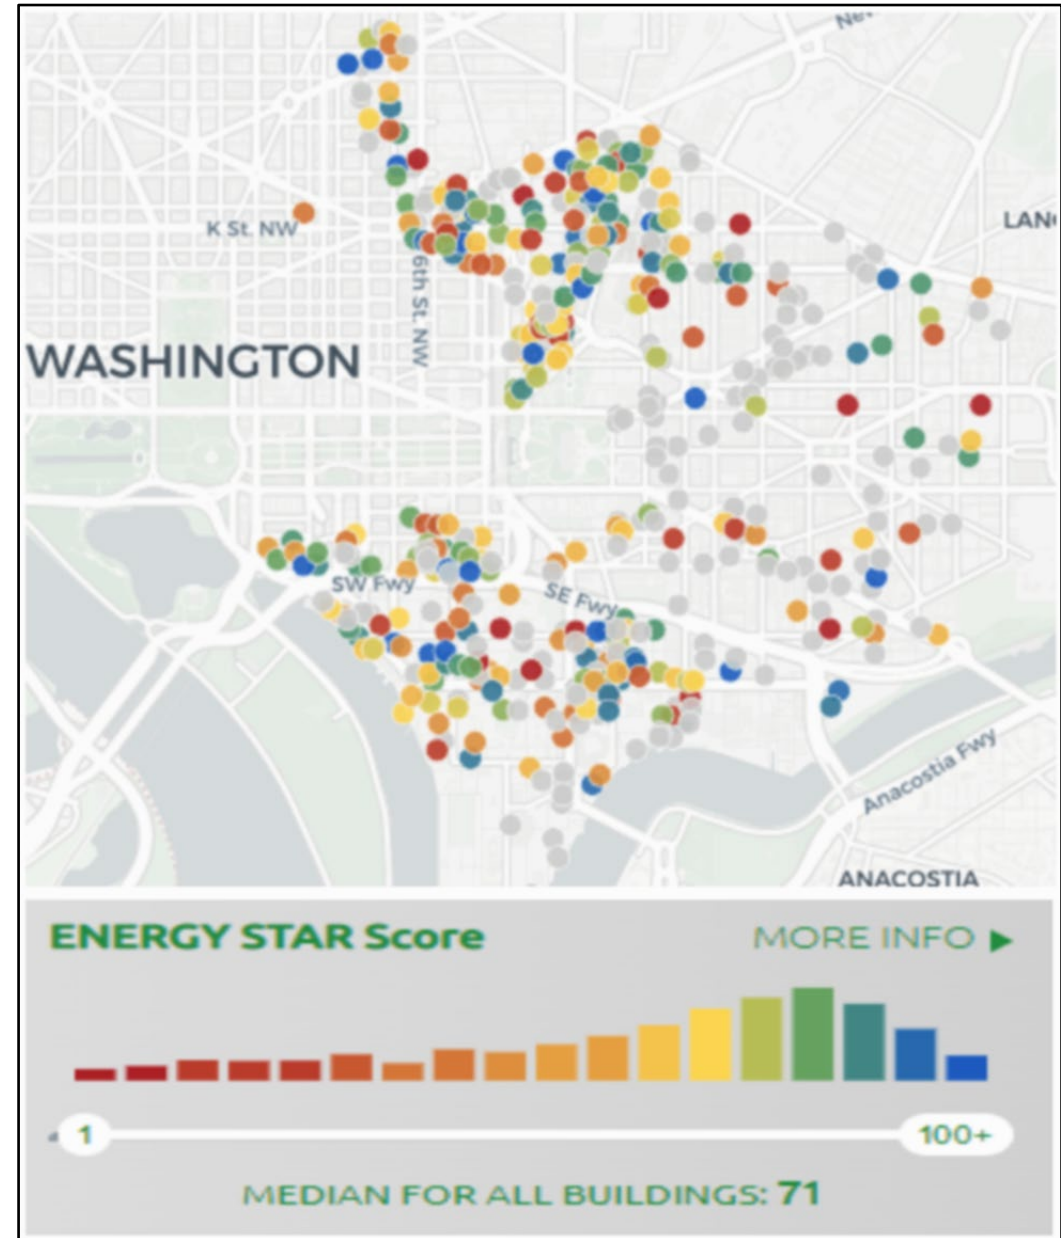 K St. NW
6th St. NW
WASHINGTON
SW Fwy
SE Fwy
Anacostia Fwy
ANACOSTIA
ENERGY STAR Score
MORE INFO ▶
1
100+
MEDIAN FOR ALL BUILDINGS: 71